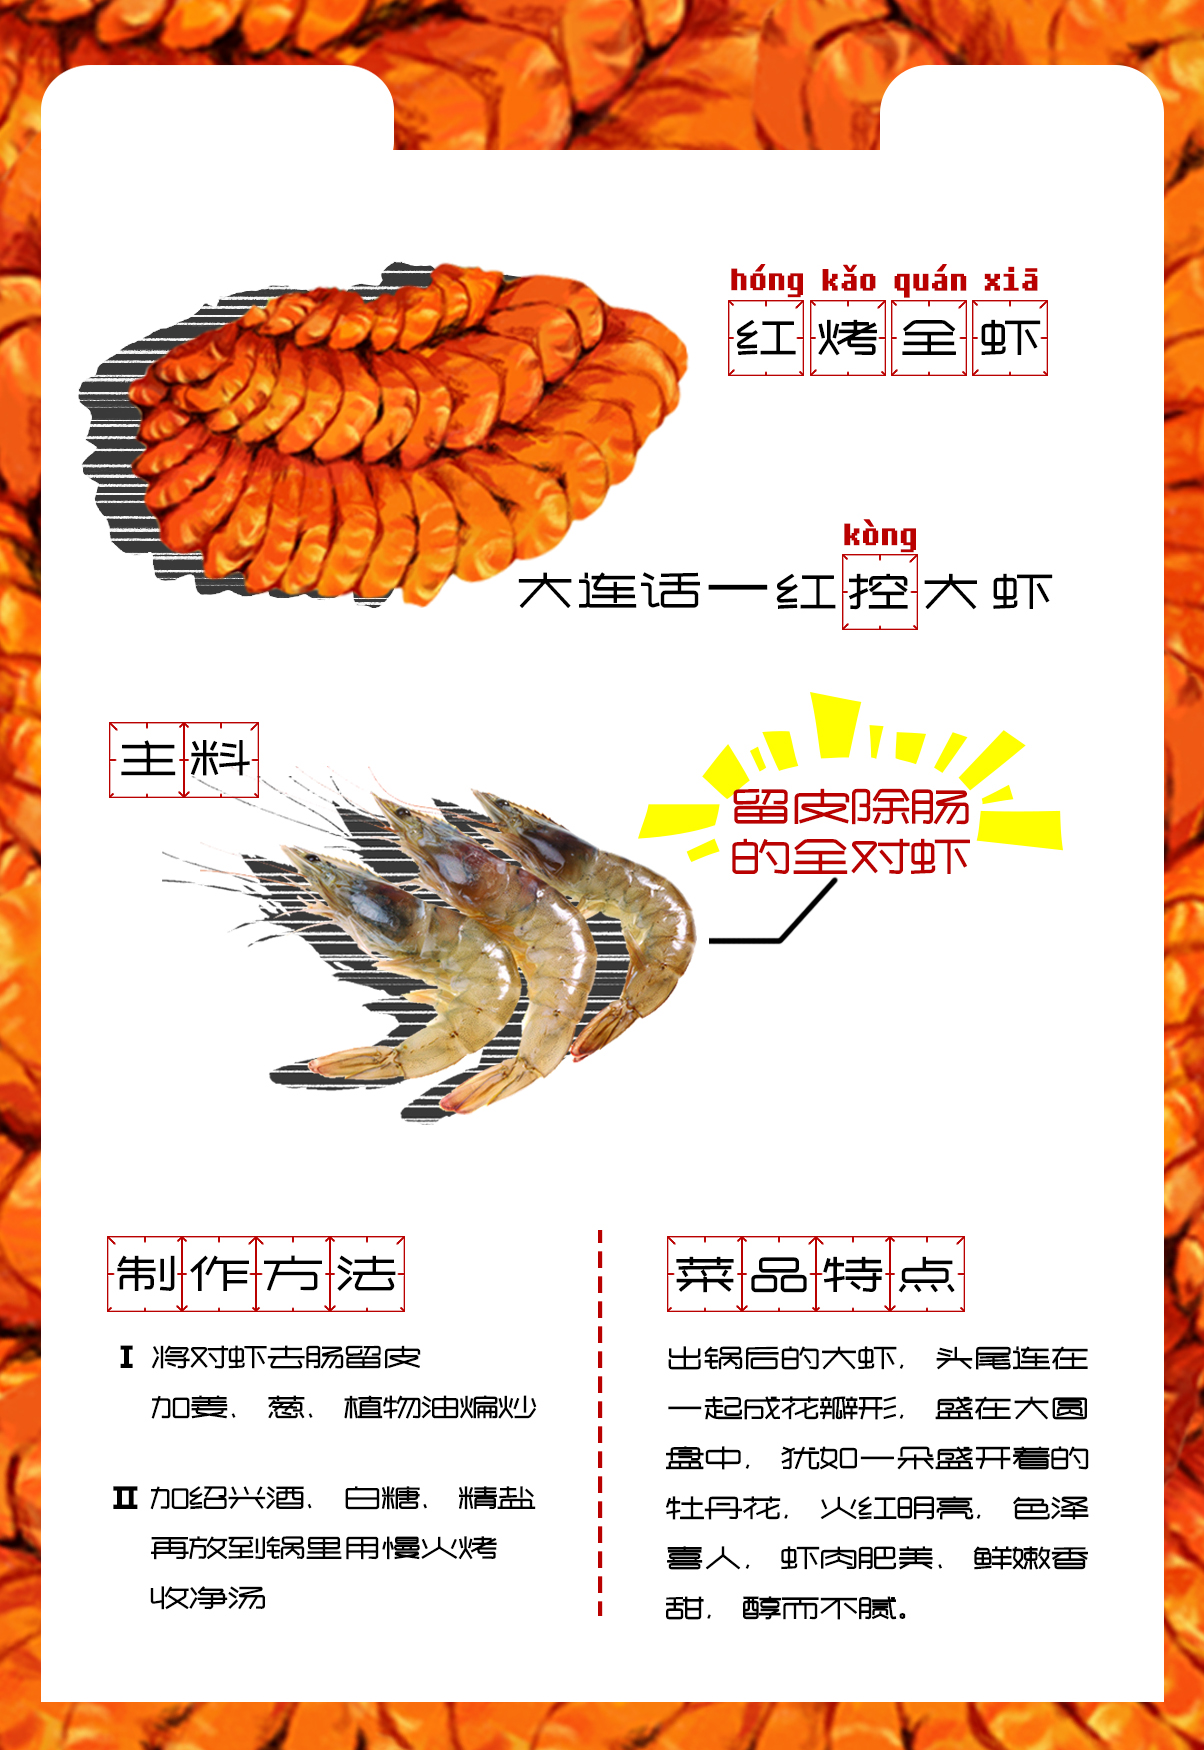 hóng kǎo quán xiā
红烤全虾
kòng
大连话一红控大虾
主料
留皮除肠
的全对虾
制作方法
I 将对虾去肠留皮
加姜、葱、植物油煸炒
II 加绍兴酒、白糖、精盐
再放到锅里用慢火烤
收净汤
菜品特点
出锅后的大虾，头尾连在
一起成花瓣形，盛在大圆
盘中，犹如一朵盛开着的
牡丹花，火红明亮，色泽
喜人，虾肉肥美、鲜嫩香
甜，醇而不腻。